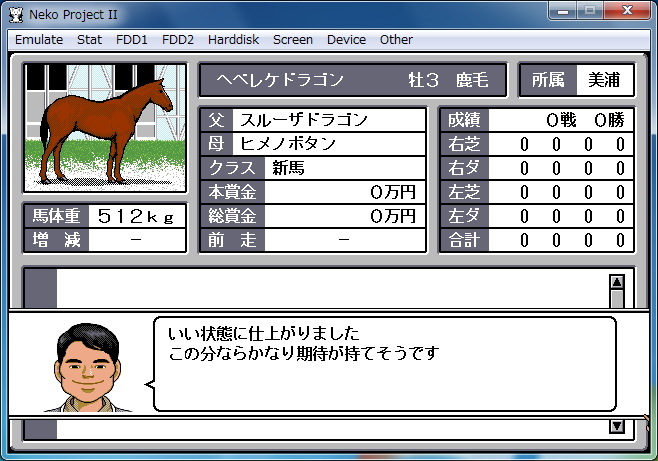 Neko Project II
Emulate Stat FDD1 FDD2 Harddisk Screen Device Other
ヘベレケドラゴン 牡3 鹿毛
所属 美浦
父 スルーザドラゴン
母 ヒメノボタン
クラス 新馬
本賞金 0万円
総賞金 0万円
前 走 −
成績 0戦 0勝
右芝 0 0 0 0
右ダ 0 0 0 0
左芝 0 0 0 0
左ダ 0 0 0 0
合計 0 0 0 0
馬体重 512kg
増 減 −
いい状態に仕上がりました
この分ならかなり期待が持てそうです